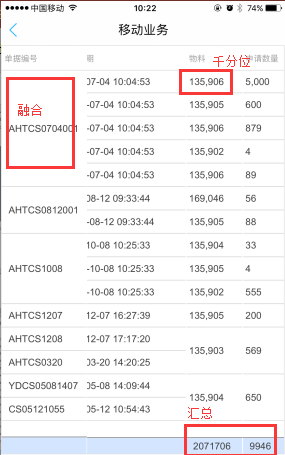 中国移动 10:22 74%
移动业务
千分位
单据编号 期 物料 申请数量
07-04 10:04:53 135,906 5,000
融合
-07-04 10:04:53 135,905 600
AHTCS0704001 -07-04 10:04:53 135,906 879
-07-04 10:04:53 135,902 4
-07-04 10:04:53 135,906 89
AHTCS0812001
08-12 09:33:44 169,046 56
-08-12 09:33:44 135,905 88
AHTCS1008
-10-08 10:25:33 135,904 33
-10-08 10:25:33 135,905 4
-10-08 10:25:33 135,902 555
AHTCS1207 12-07 16:27:39 135,905 200
AHTCS1208 12-07 17:17:20
135,903 569
AHTCS0320 03-20 14:20:25
YDCS05081407 05-08 14:09:44
135,904 650
CS05121055 05-12 10:54:43
汇总
2071706 9946